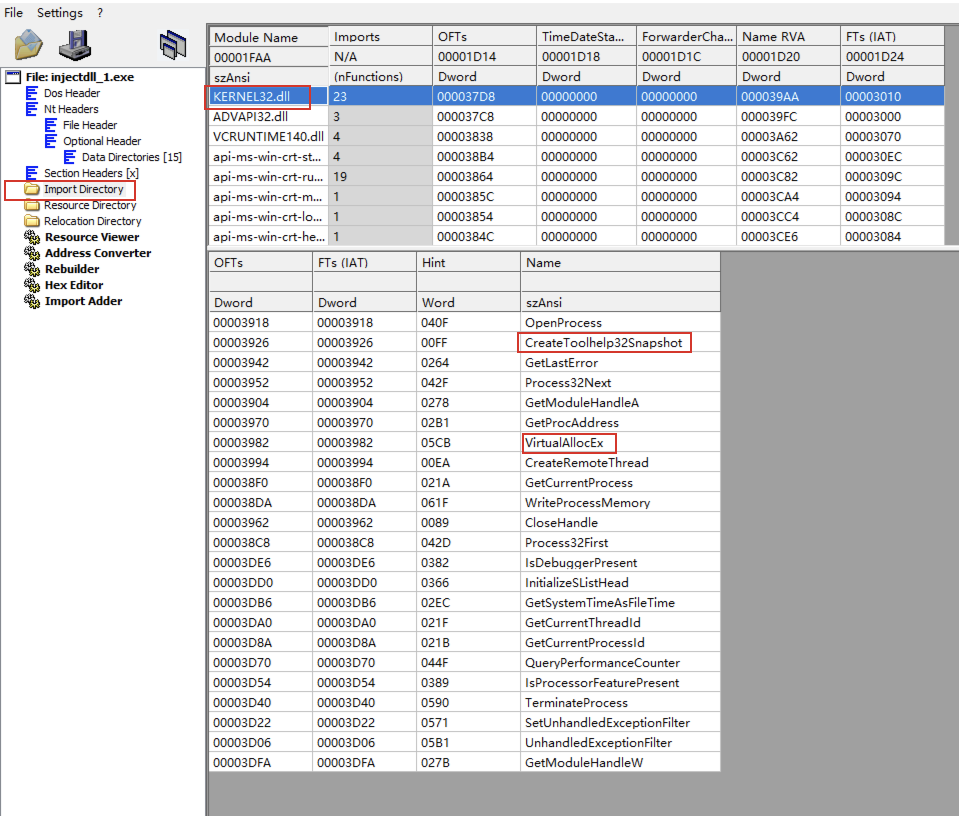 File Settings ?
File: injectdll_1.exe
Dos Header
Nt Headers
File Header
Optional Header
Data Directories [15]
Section Headers [x]
Import Directory
Resource Directory
Relocation Directory
Resource Viewer
Address Converter
Rebuilder
Hex Editor
Import Adder
Module Name Imports OFTs TimeDateSta... ForwarderCha... Name RVA FTs (IAT)
00001FAA N/A 00001D14 00001D18 00001D1C 00001D20 00001D24
szAnsi (nFunctions) Dword Dword Dword Dword Dword
KERNEL32.dll 23 000037D8 00000000 00000000 000039AA 00003010
ADVAPI32.dll 3 000037C8 00000000 00000000 000039FC 00003000
VCRUNTIME140.dll 4 00003838 00000000 00000000 00003A62 00003070
api-ms-win-crt-st... 4 000038B4 00000000 00000000 00003C62 000030EC
api-ms-win-crt-ru... 19 00003864 00000000 00000000 00003C82 0000309C
api-ms-win-crt-m... 1 0000385C 00000000 00000000 00003CA4 00003094
api-ms-win-crt-lo... 1 00003854 00000000 00000000 00003CC4 0000308C
api-ms-win-crt-he... 1 0000384C 00000000 00000000 00003CE6 00003084
OFTs FTs (IAT) Hint Name
Dword Dword Word szAnsi
00003918 00003918 040F OpenProcess
00003926 00003926 00FF CreateToolhelp32Snapshot
00003942 00003942 0264 GetLastError
00003952 00003952 042F Process32Next
00003904 00003904 0278 GetModuleHandleA
00003970 00003970 02B1 GetProcAddress
00003982 00003982 05CB VirtualAllocEx
00003994 00003994 00EA CreateRemoteThread
000038F0 000038F0 021A GetCurrentProcess
000038DA 000038DA 061F WriteProcessMemory
00003962 00003962 0089 CloseHandle
000038C8 000038C8 042D Process32First
00003DE6 00003DE6 0382 IsDebuggerPresent
00003DD0 00003DD0 0366 InitializeSListHead
00003DB6 00003DB6 02EC GetSystemTimeAsFileTime
00003DA0 00003DA0 021F GetCurrentThreadId
00003D8A 00003D8A 021B GetCurrentProcessId
00003D70 00003D70 044F QueryPerformanceCounter
00003D54 00003D54 0389 IsProcessorFeaturePresent
00003D40 00003D40 0590 TerminateProcess
00003D22 00003D22 0571 SetUnhandledExceptionFilter
00003D06 00003D06 05B1 UnhandledExceptionFilter
00003DFA 00003DFA 027B GetModuleHandleW